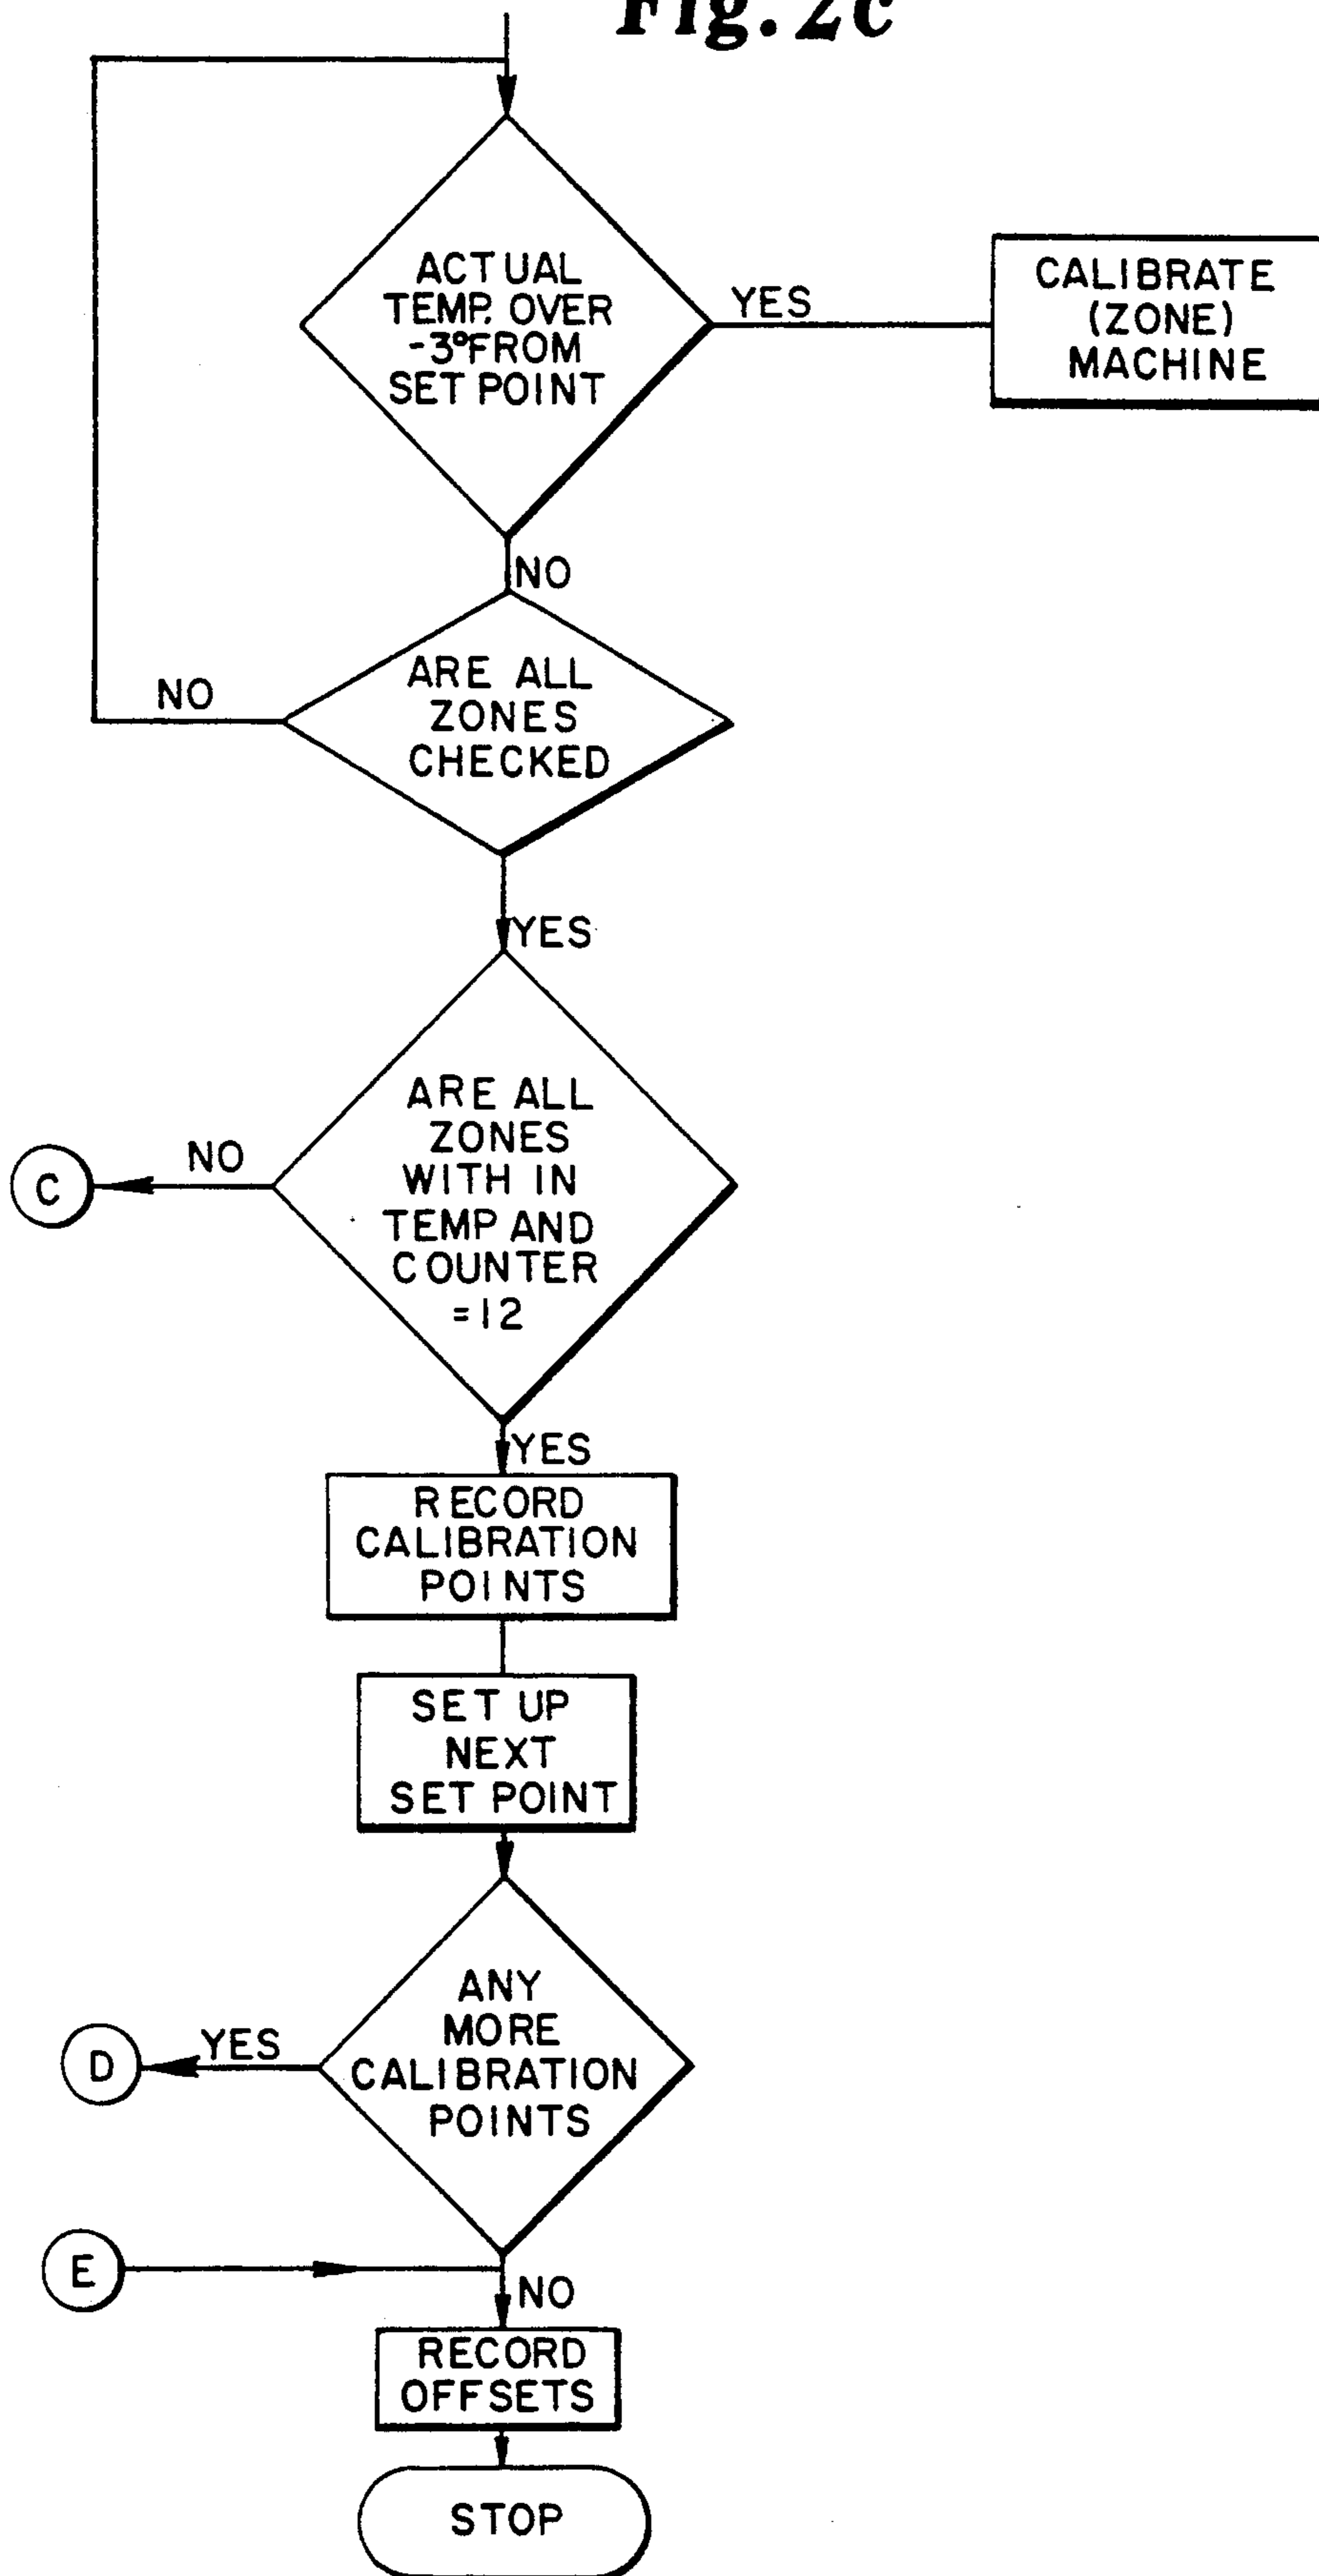 Fig. 2c
ACTUAL
TEMP. OVER
-3° FROM
SET POINT
YES
CALIBRATE
(ZONE)
MACHINE
NO
ARE ALL
ZONES
CHECKED
NO
YES
ARE ALL
ZONES
WITH IN
TEMP AND
COUNTER
=12
NO
C
YES
RECORD
CALIBRATION
POINTS
SET UP
NEXT
SET POINT
ANY
MORE
CALIBRATION
POINTS
YES
D
E
NO
RECORD
OFFSETS
STOP